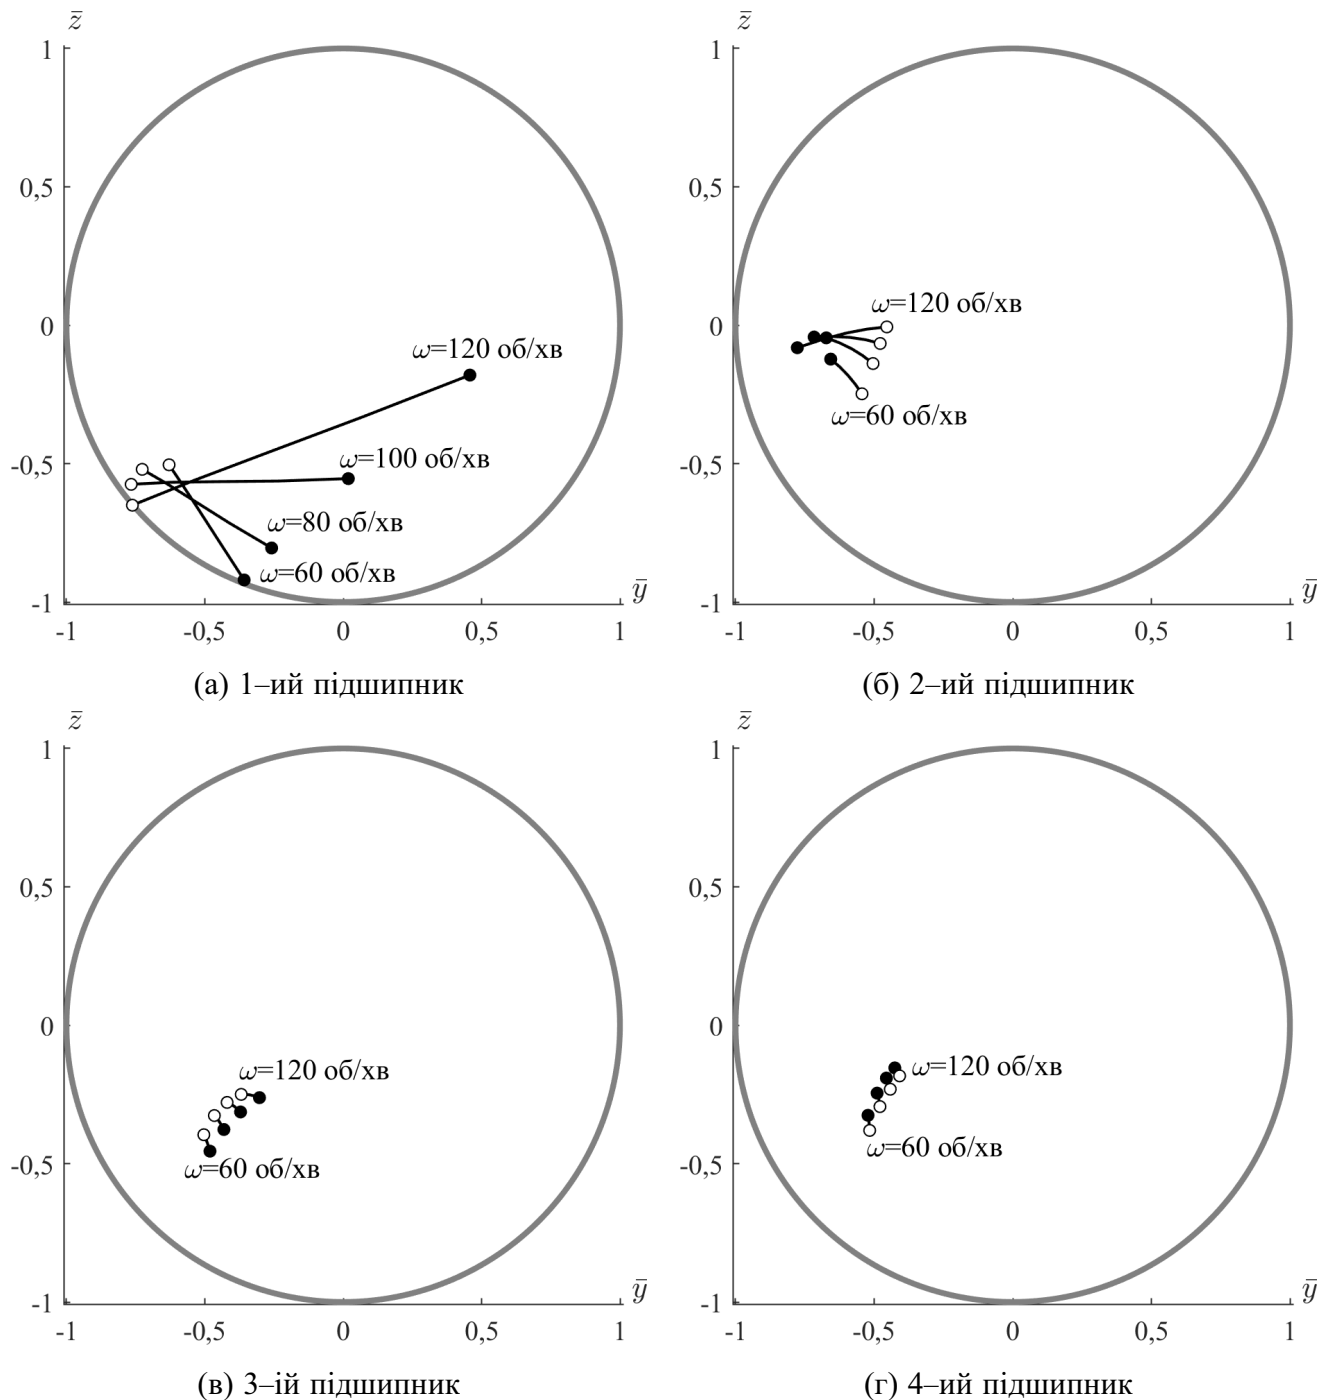 z̄
1
0,5
0
-0,5
-1
-1
-0,5
0
0,5
1
ȳ
ω=120 об/хв
ω=100 об/хв
ω=80 об/хв
ω=60 об/хв
(а) 1–ий підшипник
z̄
1
0,5
0
-0,5
-1
-1
-0,5
0
0,5
1
ȳ
ω=120 об/хв
ω=60 об/хв
(б) 2–ий підшипник
z̄
1
0,5
0
-0,5
-1
-1
-0,5
0
0,5
1
ȳ
ω=120 об/хв
ω=60 об/хв
(в) 3–ій підшипник
z̄
1
0,5
0
-0,5
-1
-1
-0,5
0
0,5
1
ȳ
ω=120 об/хв
ω=60 об/хв
(г) 4–ий підшипник